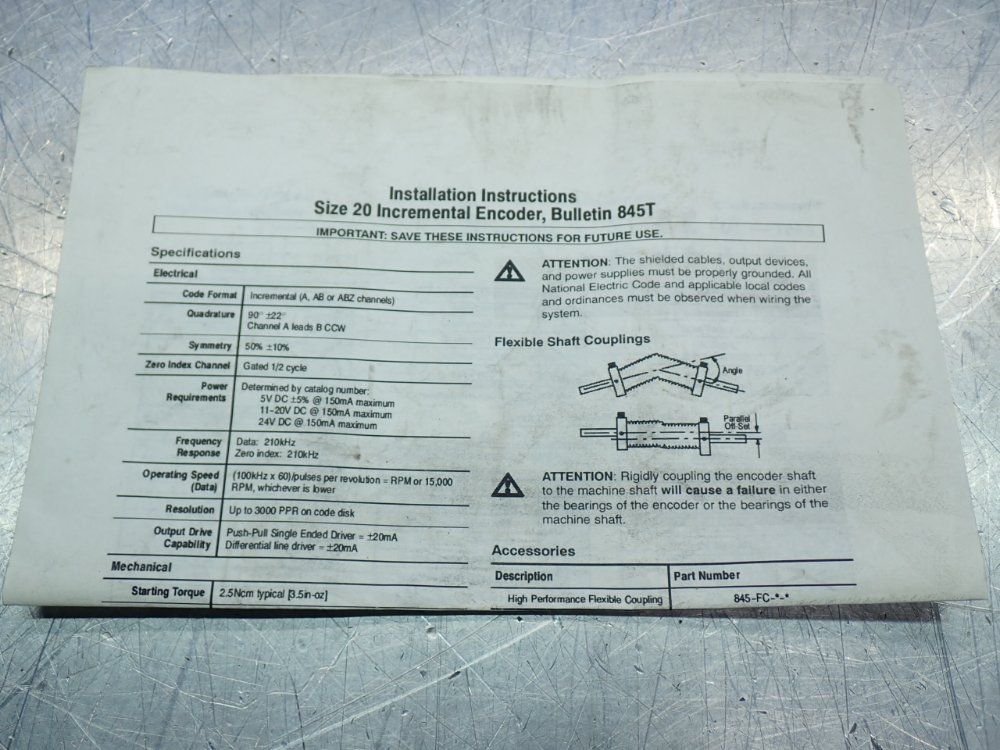 Installation Instructions
Size 20 Incremental Encoder, Bulletin 845T
IMPORTANT: SAVE THESE INSTRUCTIONS FOR FUTURE USE.
Specifications
Electrical
Code Format Incremental (A, AB or ABZ channels)
Quadrature 90° ±22°
Channel A leads B CCW
Symmetry 50% ±10%
Zero Index Channel Gated 1/2 cycle
Power Requirements Determined by catalog number:
5V DC ±5% @ 150mA maximum
11-20V DC @ 150mA maximum
24V DC @ 150mA maximum
Frequency Response Data: 210kHz
Zero index: 210kHz
Operating Speed (Data) (100kHz x 60)/pulses per revolution = RPM or 15,000
RPM, whichever is lower
Resolution Up to 3000 PPR on code disk
Output Drive Capability Push-Pull Single Ended Driver = ±20mA
Differential line driver = ±20mA
Mechanical
Starting Torque 2.5Ncm typical [3.5in-oz]
ATTENTION: The shielded cables, output devices,
and power supplies must be properly grounded. All
National Electric Code and applicable local codes
and ordinances must be observed when wiring the
system.
Flexible Shaft Couplings
Angle
Parallel
Off-Set
ATTENTION: Rigidly coupling the encoder shaft
to the machine shaft will cause a failure in either
the bearings of the encoder or the bearings of the
machine shaft.
Accessories
Description Part Number
High Performance Flexible Coupling 845-FC-*-*